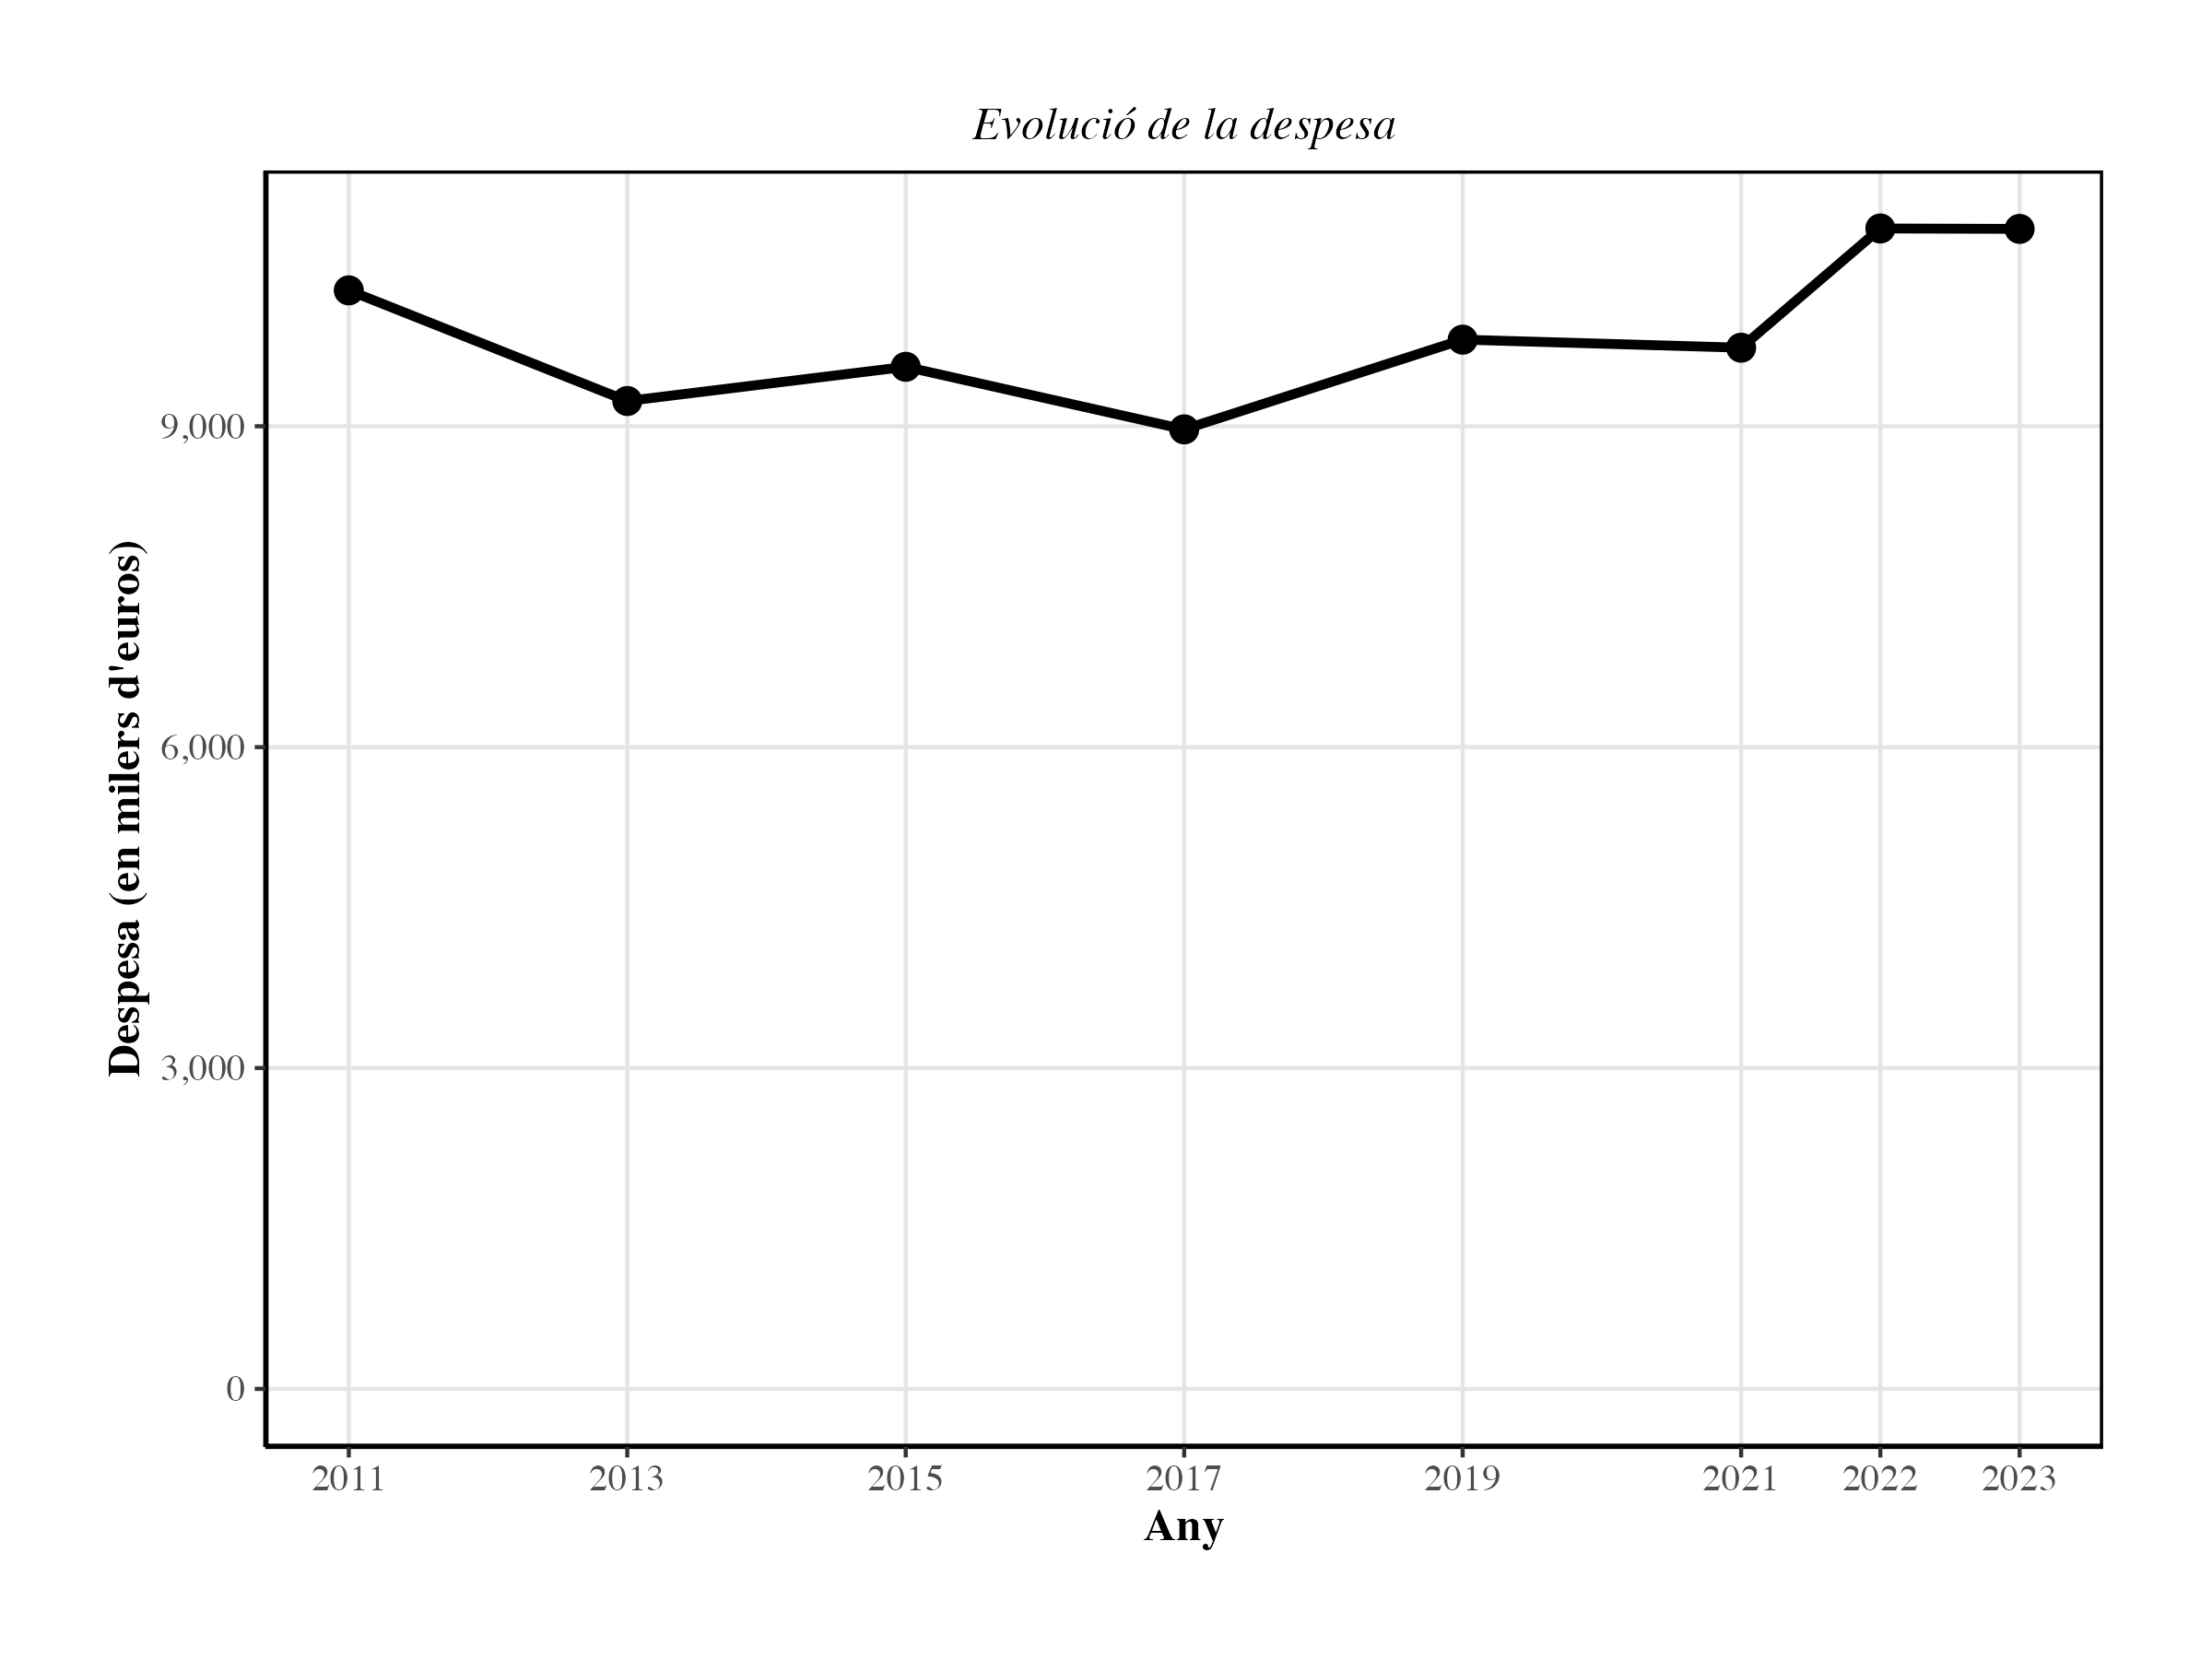 Evolució de la despesa
Despesa (en milers d'euros)
9,000
6,000
3,000
0
2011 2013 2015 2017 2019 2021 2022 2023
Any